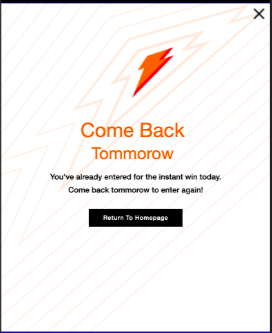 Come Back
Tommorow
You've already entered for the instant win today.
Come back tommorow to enter again!
Return To Homepage